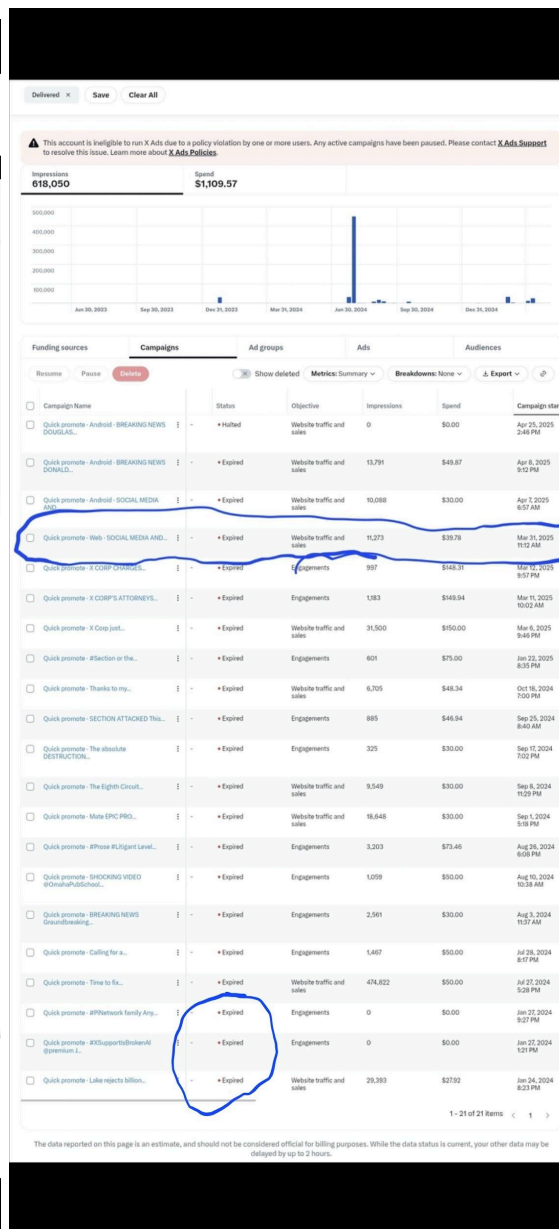 Delivered × Save Clear All
This account is ineligible to run X Ads due to a policy violation by one or more users. Any active campaigns have been paused. Please contact X Ads Support
to resolve this issue. Learn more about X Ads Policies.
Impressions Spend
618,050 $1,109.57
500,000
400,000
300,000
200,000
100,000
Jun 30, 2023 Sep 30, 2023 Dec 31, 2023 Mar 31, 2024 Jun 30, 2024 Sep 30, 2024 Dec 31, 2024
Funding sources Campaigns Ad groups Ads Audiences
Resume Pause Delete Show deleted Metrics: Summary Breakdowns: None Export
Campaign Name Status Objective Impressions Spend Campaign star
Quick promote - Android - BREAKING NEWS - Halted Website traffic and 0 $0.00 Apr 25, 2025
DOUGLAS... sales 2:46 PM
Quick promote - Android - BREAKING NEWS - Expired Website traffic and 13,791 $49.87 Apr 8, 2025
DONALD... sales 9:12 PM
Quick promote - Android - SOCIAL MEDIA - Expired Website traffic and 10,088 $30.00 Apr 7, 2025
AND... sales 6:57 AM
Quick promote - Web - SOCIAL MEDIA AND... - Expired Website traffic and 11,273 $39.78 Mar 31, 2025
sales 11:12 AM
Quick promote - X CORP CHARGES... - Expired Engagements 997 $148.31 Mar 12, 2025
9:57 PM
Quick promote - X CORP'S ATTORNEYS... - Expired Engagements 1,183 $149.94 Mar 11, 2025
10:02 AM
Quick promote - X Corp just... - Expired Website traffic and 31,500 $150.00 Mar 6, 2025
sales 9:46 PM
Quick promote - #Section or the... - Expired Engagements 601 $75.00 Jan 22, 2025
8:35 PM
Quick promote - Thanks to my... - Expired Website traffic and 6,705 $48.34 Oct 18, 2024
sales 7:00 PM
Quick promote - SECTION ATTACKED This... - Expired Engagements 885 $46.94 Sep 25, 2024
8:40 AM
Quick promote - The absolute - Expired Engagements 325 $30.00 Sep 17, 2024
DESTRUCTION... 7:02 PM
Quick promote - The Eighth Circuit... - Expired Website traffic and 9,549 $30.00 Sep 8, 2024
sales 11:29 PM
Quick promote - Mate EPIC PRO... - Expired Website traffic and 18,648 $30.00 Sep 1, 2024
sales 5:18 PM
Quick promote - #Prose #Litigant Level... - Expired Engagements 3,203 $73.46 Aug 26, 2024
6:08 PM
Quick promote - SHOCKING VIDEO - Expired Engagements 1,059 $50.00 Aug 10, 2024
@OmahaPubSchool... 10:38 AM
Quick promote - BREAKING NEWS - Expired Engagements 2,561 $30.00 Aug 3, 2024
Groundbreaking... 11:37 AM
Quick promote - Calling for a... - Expired Engagements 1,467 $50.00 Jul 28, 2024
8:17 PM
Quick promote - Time to fix... - Expired Website traffic and 474,822 $50.00 Jul 27, 2024
sales 5:28 PM
Quick promote - #PiNetwork family Any... - Expired Engagements 0 $0.00 Jan 27, 2024
9:27 PM
Quick promote - #XSupportIsBrokenAI Expired Engagements 0 $0.00 Jan 27, 2024
@premium I... 1:21 PM
Quick promote - Lake rejects billion... - Expired Website traffic and 29,393 $27.92 Jan 24, 2024
sales 8:23 PM
1 - 21 of 21 items < 1 >
The data reported on this page is an estimate, and should not be considered official for billing purposes. While the data status is current, your other data may be
delayed by up to 2 hours.